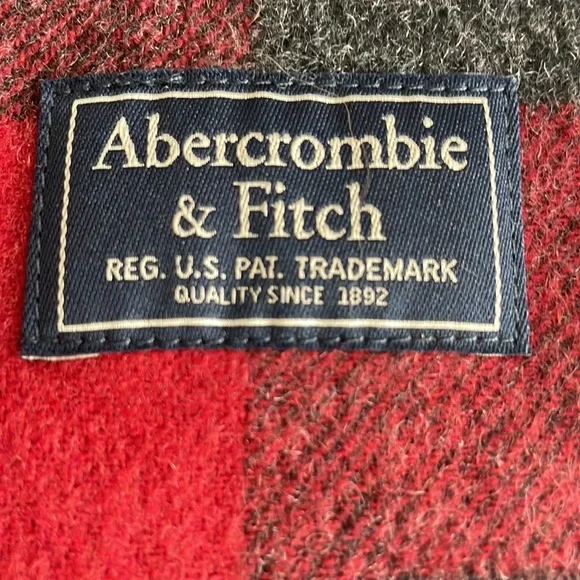 Abercrombie
& Fitch
REG. U.S. PAT. TRADEMARK
QUALITY SINCE 1892